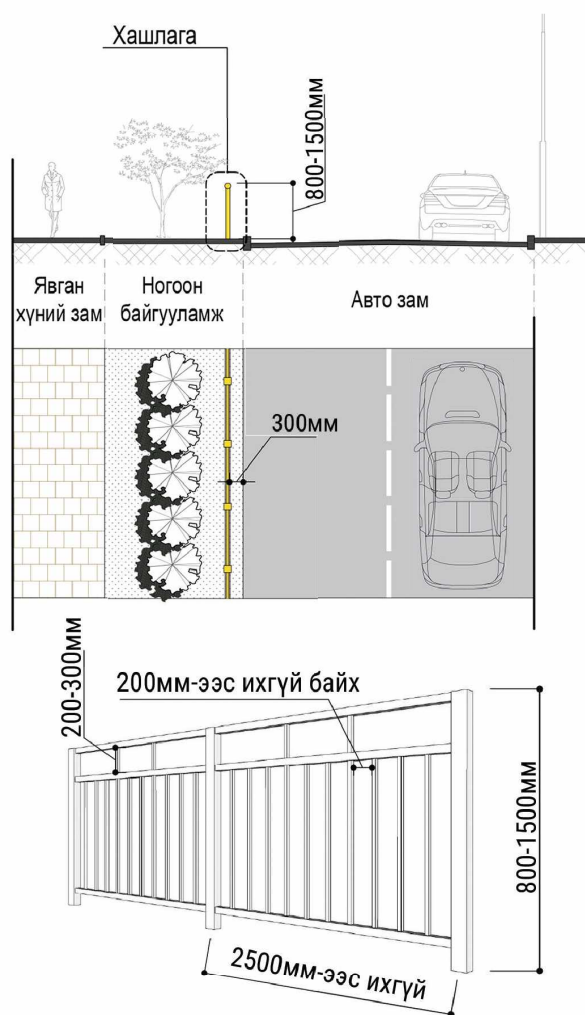 Хашлага
800-1500мм
Явган
хүний зам
Ногоон
байгууламж
Авто зам
300мм
200-300мм
200мм-ээс ихгүй байх
800-1500мм
2500мм-ээс ихгүй